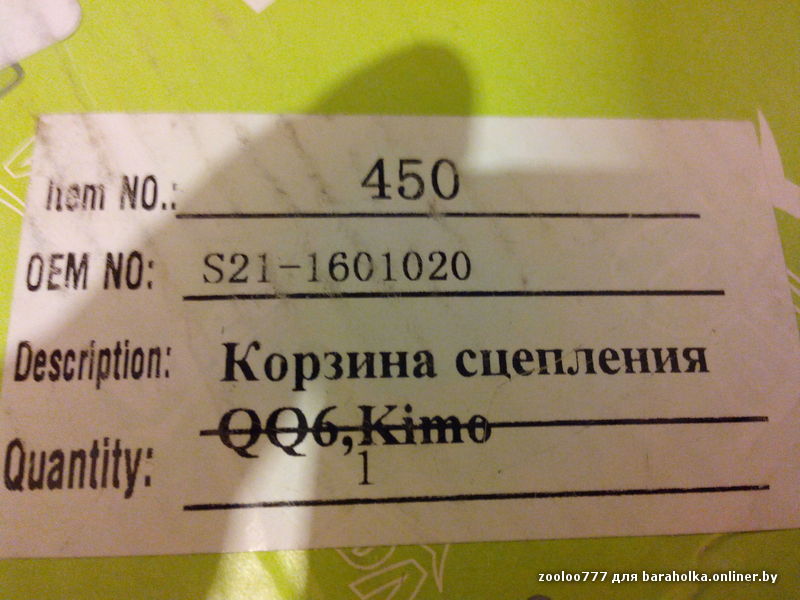 Item NO.: 450
OEM NO: S21-1601020
Description: Корзина сцепления
QQ6,Kimo
Quantity: 1
zooloo777 для baraholka.onliner.by